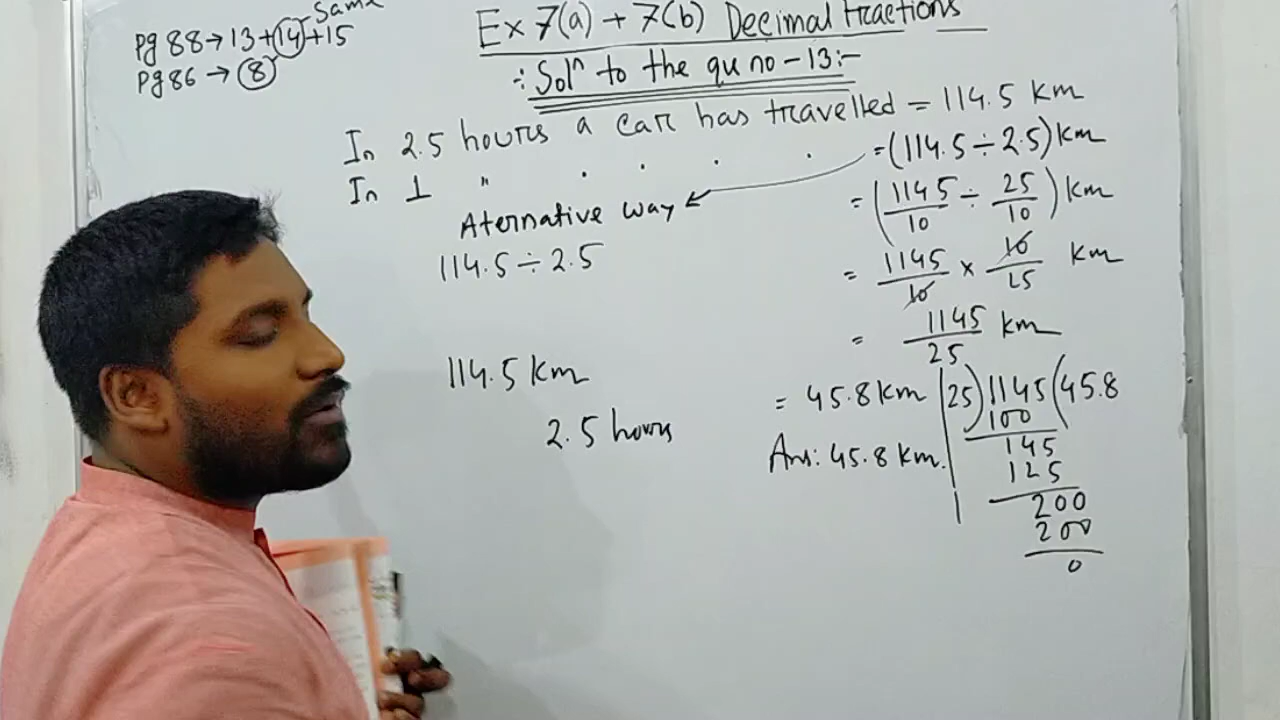 Same
pg 88 → 13 + 14 + 15
Pg 86 → 8
Ex 7(a) + 7(b) Decimal fractions
:- Solⁿ to the qu no - 13:-
In 2.5 hours a car has travelled = 114.5 km
In 1 " . . . . = (114.5 ÷ 2.5) km
Aternative way
= (1145/10 ÷ 25/10) km
114.5 ÷ 2.5
= 1145/10 × 10/25 km
= 1145/25 km
114.5 km
2.5 hours
= 45.8 km
25) 1145 (45.8
100
145
125
200
200
0
Ans: 45.8 km.